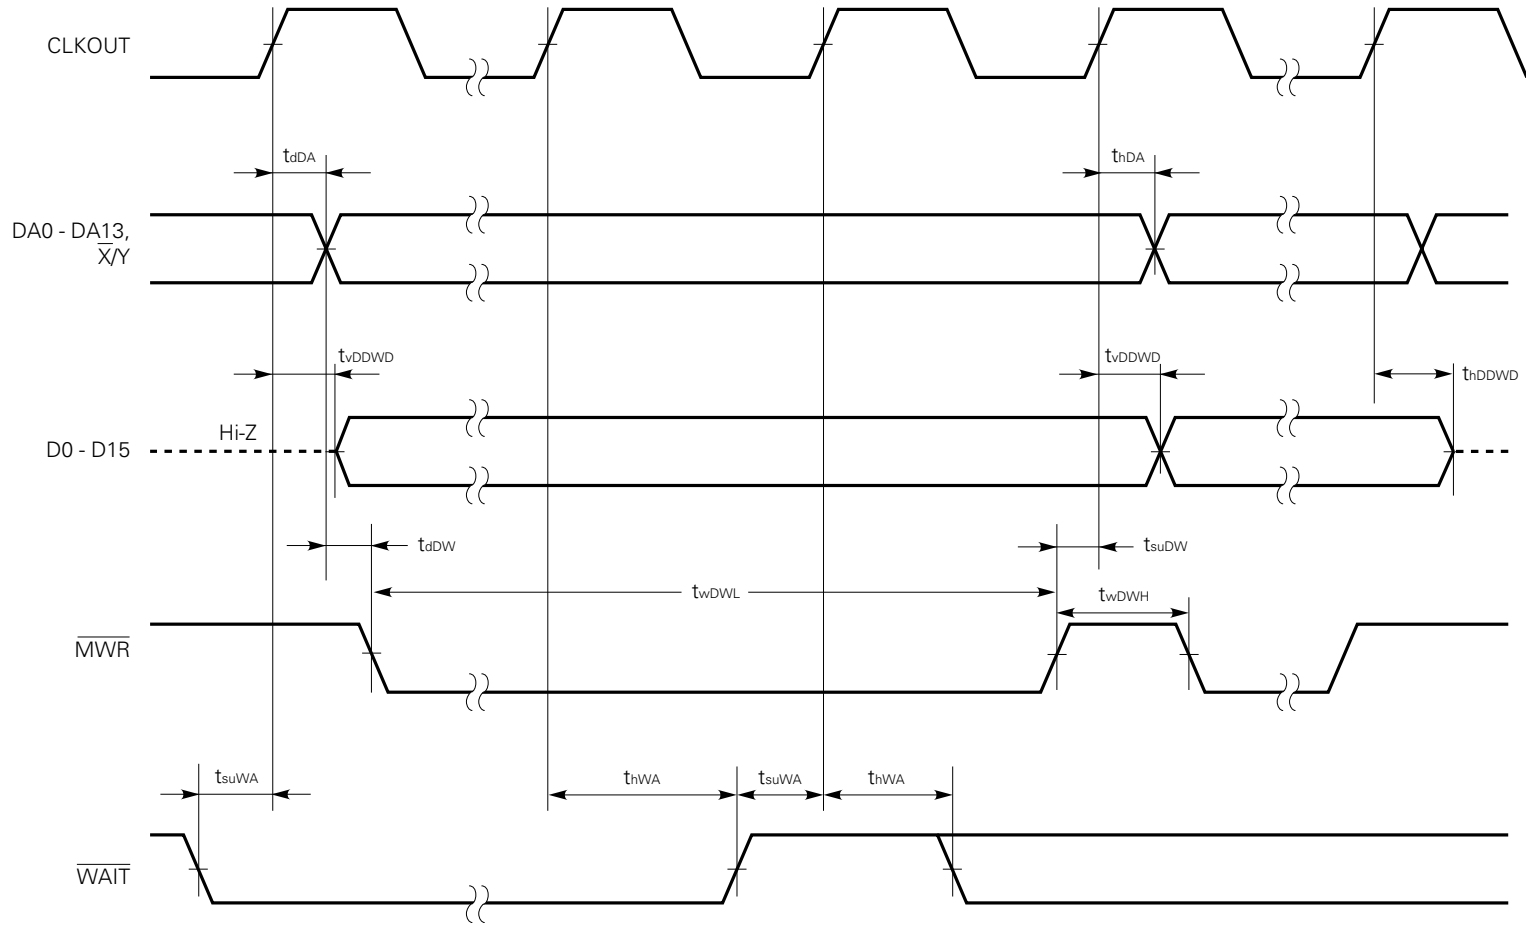 CLKOUT
tdDA
thDA
DA0 - DA13,
X/Y
tvDDWD
tvDDWD
thDDWD
Hi-Z
D0 - D15
tdDW
tsuDW
twDWL
twDWH
MWR
tsuWA
thWA
tsuWA
thWA
WAIT